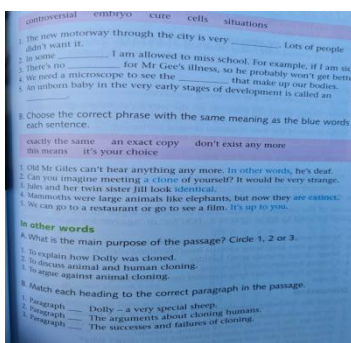 controversial embryo cure cells situations
1. The new motorway through the city is very ________. Lots of people
didn't want it.
2. In some ________ I am allowed to miss school. For example, if I am sick
3. There's no ________ for Mr Gee's illness, so he probably won't get better
4. We need a microscope to see the ________ that make up our bodies.
5. An unborn baby in the very early stages of development is called an
________.
B. Choose the correct phrase with the same meaning as the blue words
each sentence.
exactly the same an exact copy don't exist any more
this means it's your choice
1. Old Mr Giles can't hear anything any more. In other words, he's deaf.
2. Can you imagine meeting a clone of yourself? It would be very strange.
3. Jules and her twin sister Jill look identical.
4. Mammoths were large animals like elephants, but now they are extinct.
5. We can go to a restaurant or go to see a film. It's up to you.
In other words
A. What is the main purpose of the passage? Circle 1, 2 or 3.
1. To explain how Dolly was cloned.
2. To discuss animal and human cloning.
3. To argue against animal cloning.
B. Match each heading to the correct paragraph in the passage.
1. Paragraph ____ Dolly – a very special sheep.
2. Paragraph ____ The arguments about cloning humans.
3. Paragraph ____ The successes and failures of cloning.